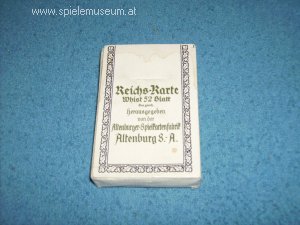 www.spielemuseum.at
Reichs-Karte
Whist 52 Blatt
herausgegeben
von der
Altenburger-Spielkartenfabrik
Altenburg S.-A.